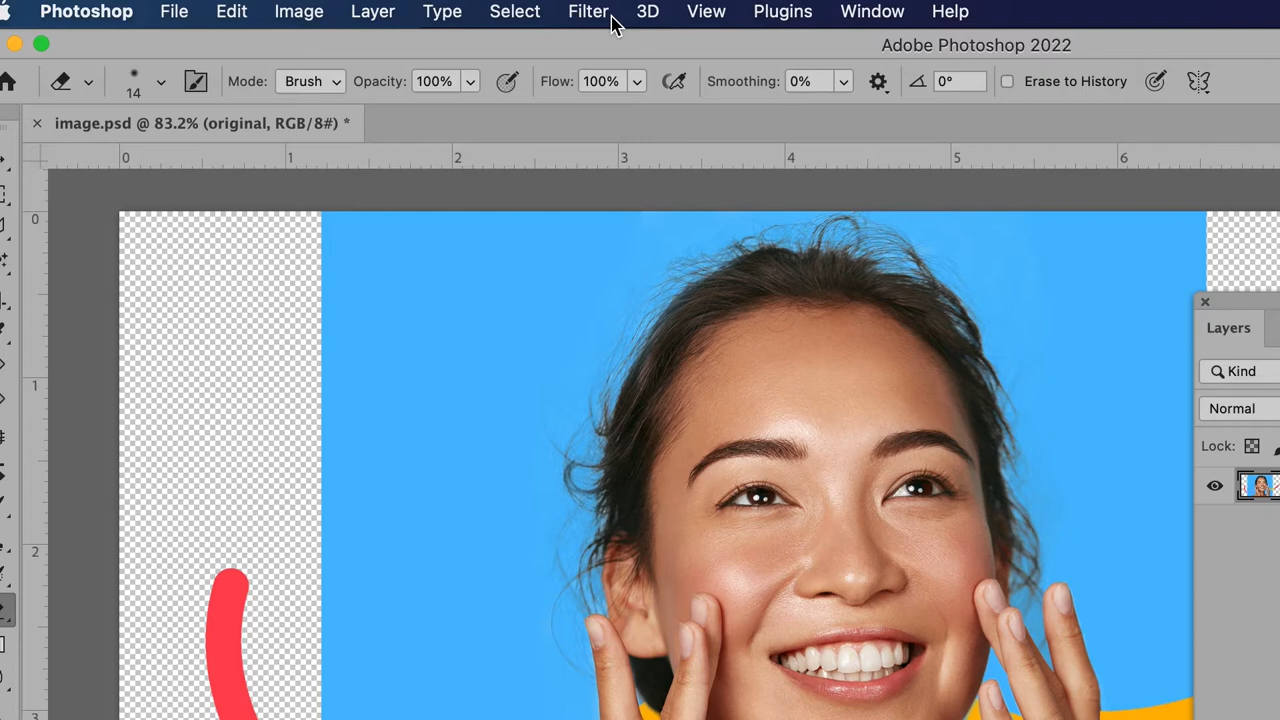 Photoshop File Edit Image Layer Type Select Filter 3D View Plugins Window Help
Adobe Photoshop 2022
14 Mode: Brush Opacity: 100% Flow: 100% Smoothing: 0% 0° Erase to History
× image.psd @ 83.2% (original, RGB/8#) *
0 1 2 3 4 5 6
0
Layers
Kind
1
Normal
Lock:
2
3